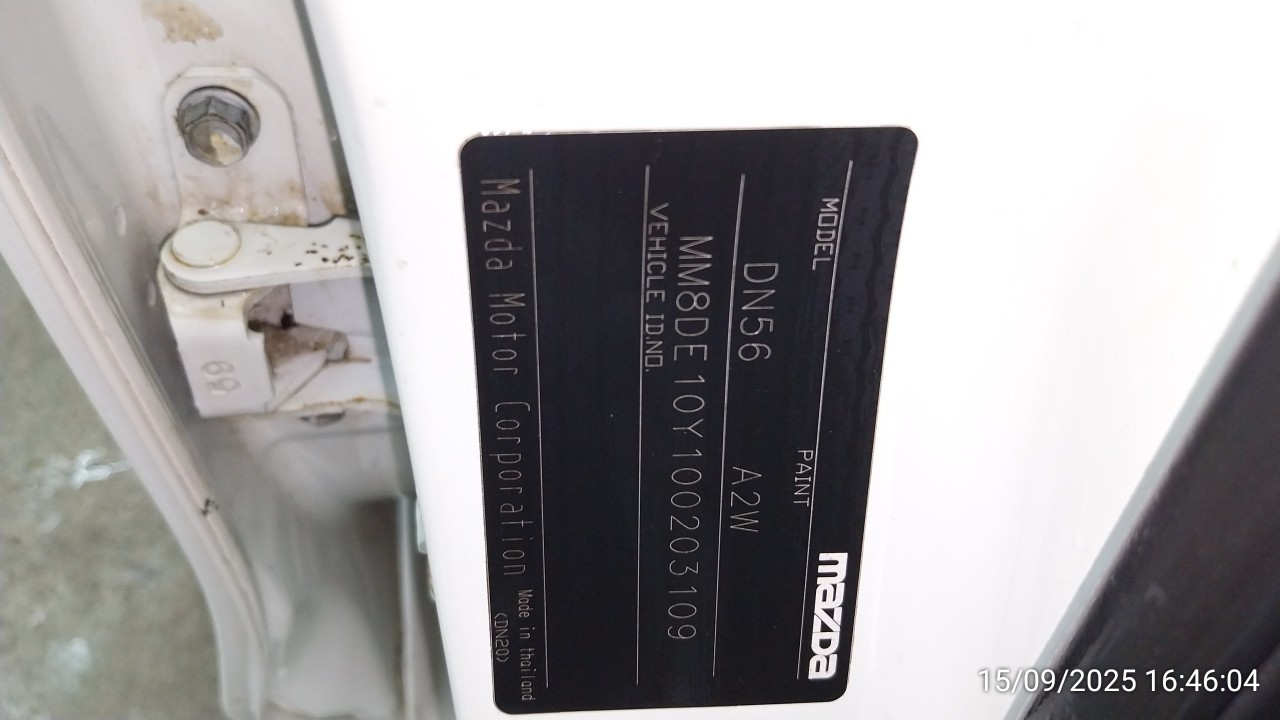 mazda
MODEL PAINT
DN56 A2W
MM8DE10Y100203109
VEHICLE ID.NO.
Mazda Motor Corporation Made in thailand
<DN20>
15/09/2025 16:46:04